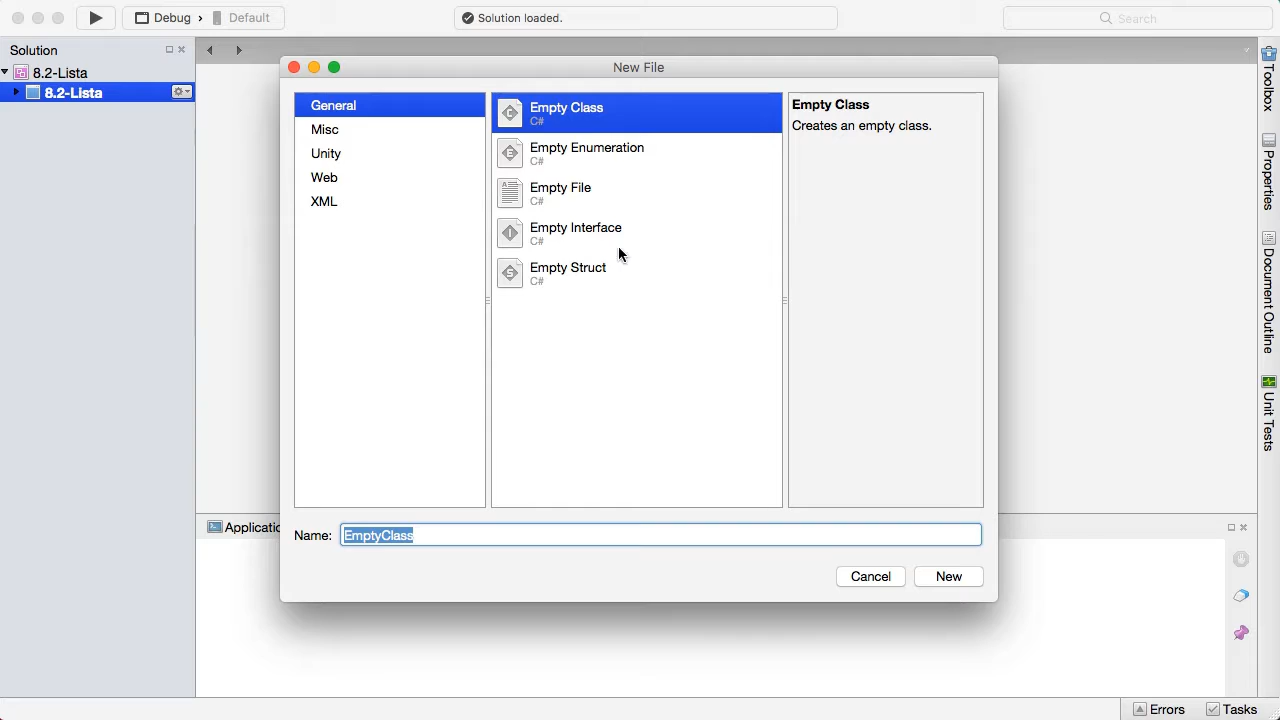 Debug
Default
Solution loaded.
Search
Solution
8.2-Lista
8.2-Lista
New File
General
Misc
Unity
Web
XML
Empty Class
C#
Empty Enumeration
C#
Empty File
C#
Empty Interface
C#
Empty Struct
C#
Empty Class
Creates an empty class.
Name: EmptyClass
Cancel
New
Toolbox
Properties
Document Outline
Unit Tests
Errors
Tasks